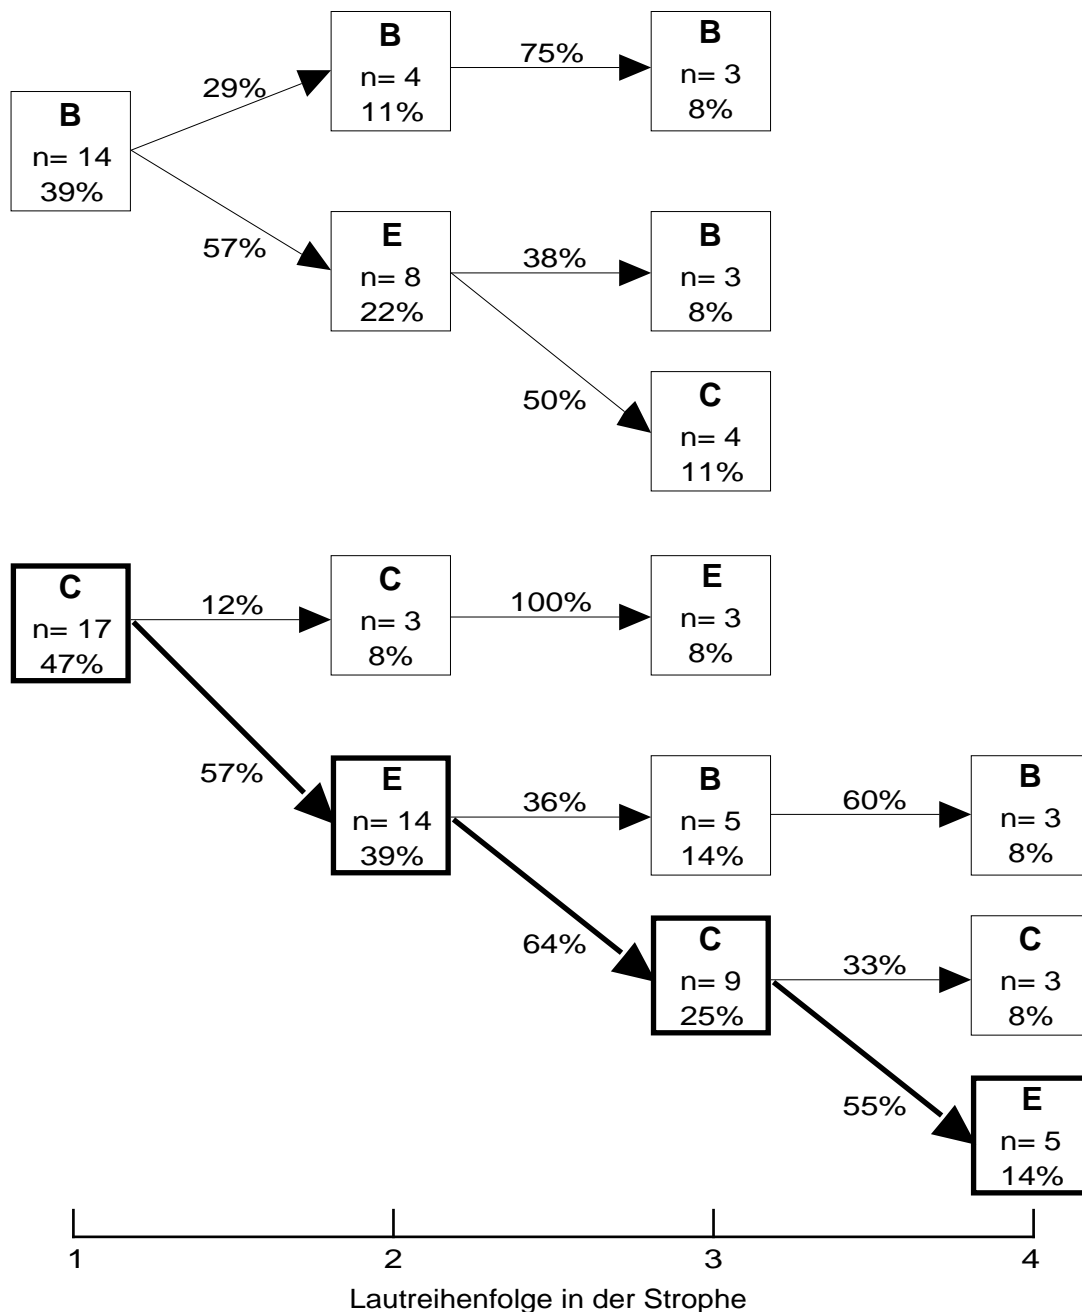 B
n= 14
39%
29%
57%
B
n= 4
11%
75%
B
n= 3
8%
E
n= 8
22%
38%
50%
B
n= 3
8%
C
n= 4
11%
C
n= 17
47%
12%
57%
C
n= 3
8%
100%
E
n= 3
8%
E
n= 14
39%
36%
64%
B
n= 5
14%
60%
B
n= 3
8%
C
n= 9
25%
33%
55%
C
n= 3
8%
E
n= 5
14%
1 2 3 4
Lautreihenfolge in der Strophe